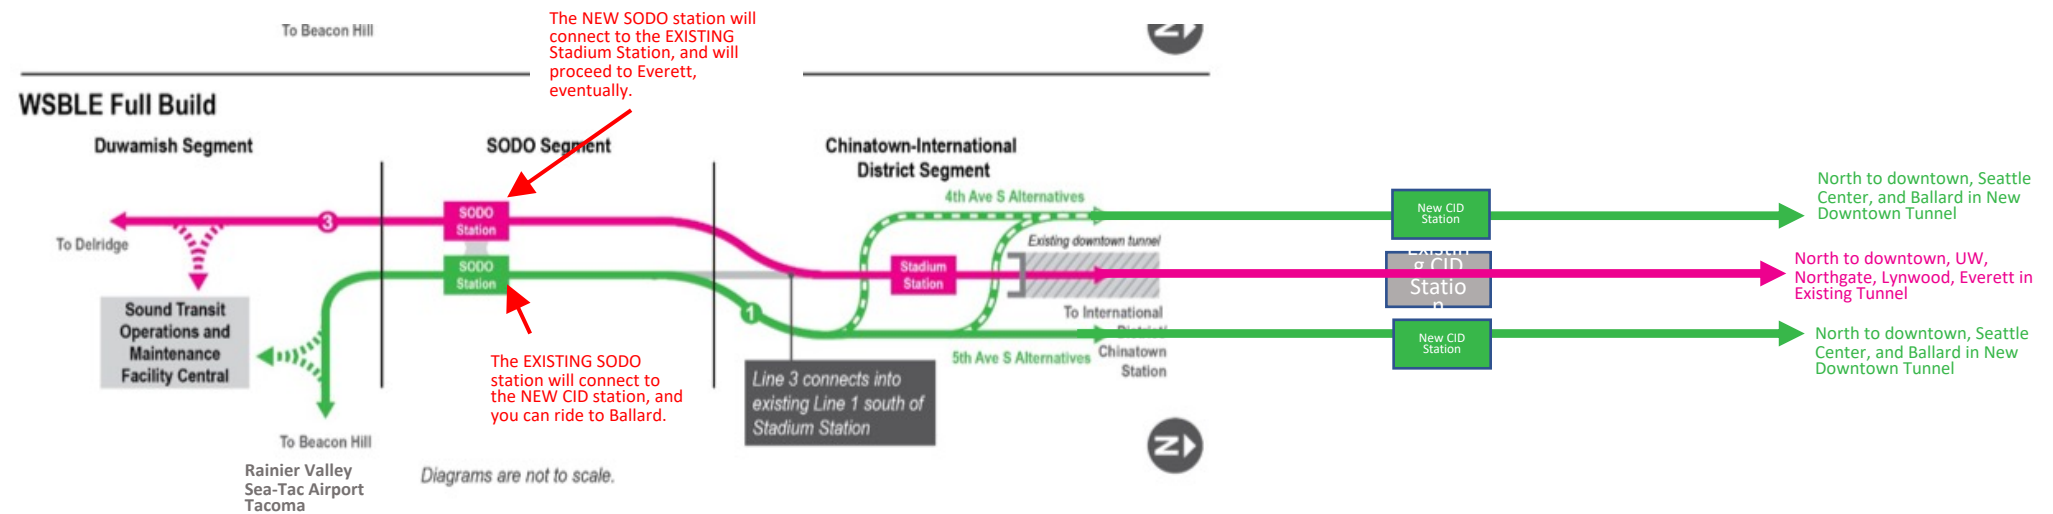 To Beacon Hill
The NEW SODO station will
connect to the EXISTING
Stadium Station, and will
proceed to Everett,
eventually.
Z
WSBLE Full Build
Duwamish Segment
SODO Segment
Chinatown-International
District Segment
4th Ave S Alternatives
New CID
Station
North to downtown, Seattle
Center, and Ballard in New
Downtown Tunnel
3
SODO
Station
To Delridge
Existing downtown tunnel
SODO
Station
Stadium
Station
Existin
g CID
Statio
n
North to downtown, UW,
Northgate, Lynwood, Everett in
Existing Tunnel
Sound Transit
Operations and
Maintenance
Facility Central
1
To International
District/
Chinatown
Station
5th Ave S Alternatives
New CID
Station
North to downtown, Seattle
Center, and Ballard in New
Downtown Tunnel
The EXISTING SODO
station will connect to
the NEW CID station, and
you can ride to Ballard.
Line 3 connects into
existing Line 1 south of
Stadium Station
To Beacon Hill
Rainier Valley
Sea-Tac Airport
Tacoma
Diagrams are not to scale.
Z